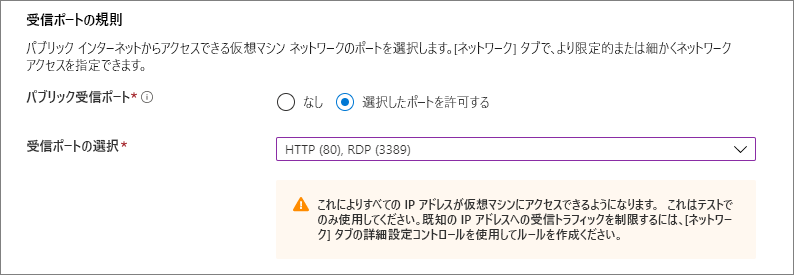 受信ポートの規則
パブリック インターネットからアクセスできる仮想マシン ネットワークのポートを選択します。[ネットワーク] タブで、より限定的または細かくネットワーク
アクセスを指定できます。
パブリック受信ポート*
なし
選択したポートを許可する
受信ポートの選択*
HTTP (80), RDP (3389)
これによりすべての IP アドレスが仮想マシンにアクセスできるようになります。 これはテストで
のみ使用してください。既知の IP アドレスへの受信トラフィックを制限するには、[ネットワー
ク] タブの詳細設定コントロールを使用してルールを作成ください。